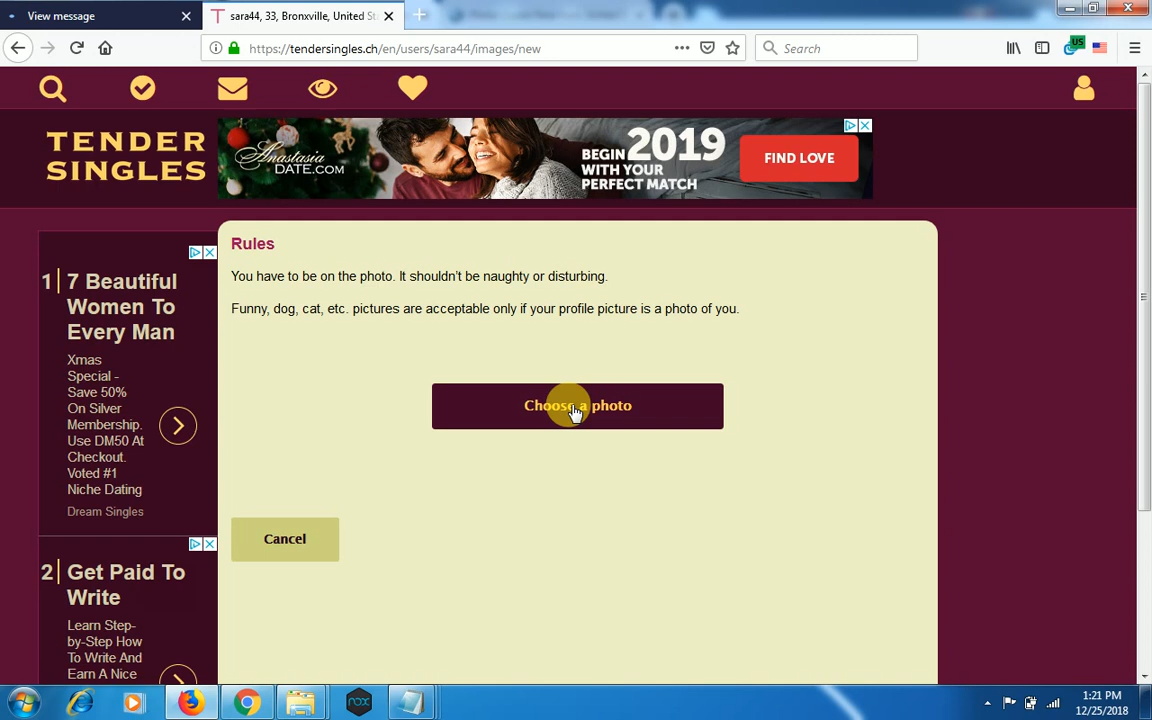 View message
sara44, 33, Bronxville, United St
https://tendersingles.ch/en/users/sara44/images/new
Search
US
TENDER
SINGLES
Anastasia
DATE.COM
BEGIN 2019
WITH YOUR
PERFECT MATCH
FIND LOVE
1
7 Beautiful
Women To
Every Man
Xmas
Special -
Save 50%
On Silver
Membership.
Use DM50 At
Checkout.
Voted #1
Niche Dating
Dream Singles
2
Get Paid To
Write
Learn Step-
by-Step How
To Write And
Earn A Nice
Rules
You have to be on the photo. It shouldn't be naughty or disturbing.
Funny, dog, cat, etc. pictures are acceptable only if your profile picture is a photo of you.
Choose a photo
Cancel
nox
1:21 PM
12/25/2018